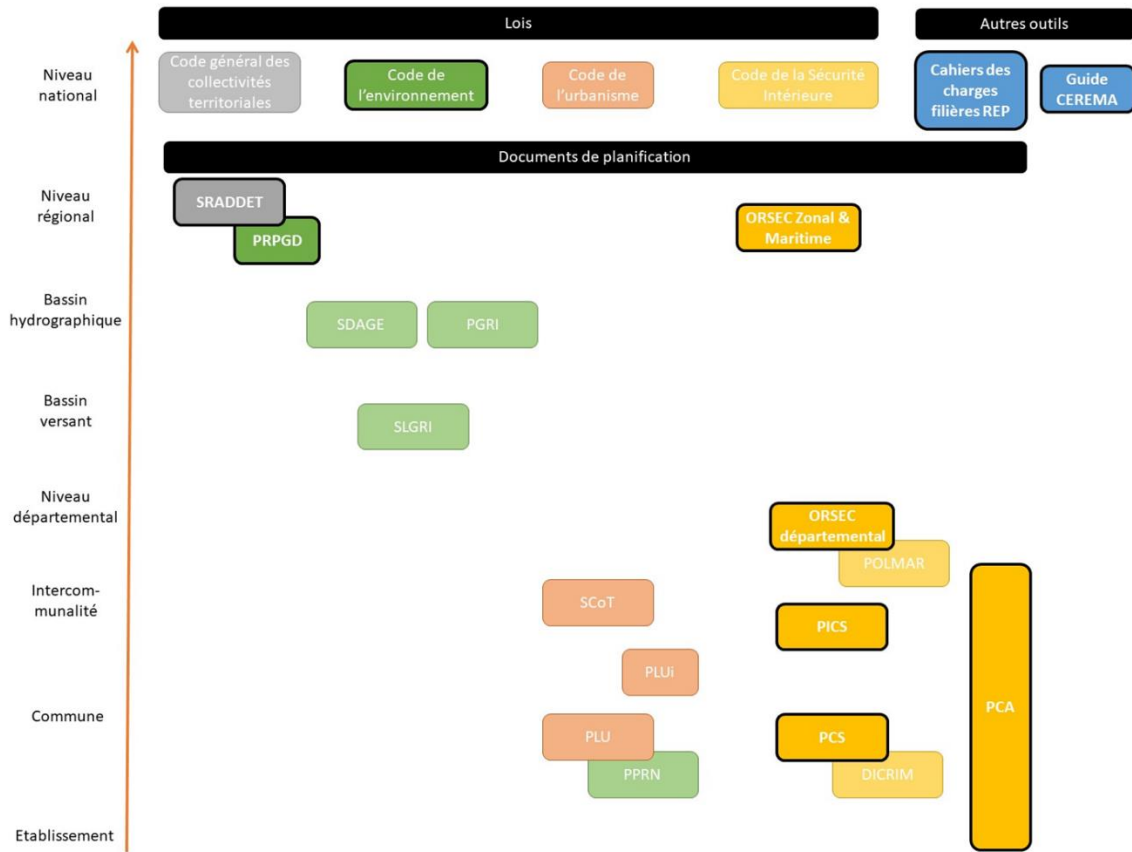 Lois
Autres outils
Niveau
national
Code général des
collectivités
territoriales
Code de
l'environnement
Code de
l'urbanisme
Code de la Sécurité
Intérieure
Cahiers des
charges
filières REP
Guide
CEREMA
Documents de planification
Niveau
régional
SRADDET
PRPGD
ORSEC Zonal &
Maritime
Bassin
hydrographique
SDAGE
PGRI
Bassin
versant
SLGRI
Niveau
départemental
ORSEC
départemental
POLMAR
Intercom-
munalité
SCoT
PICS
PLUi
Commune
PLU
PPRN
PCS
DICRIM
PCA
Etablissement